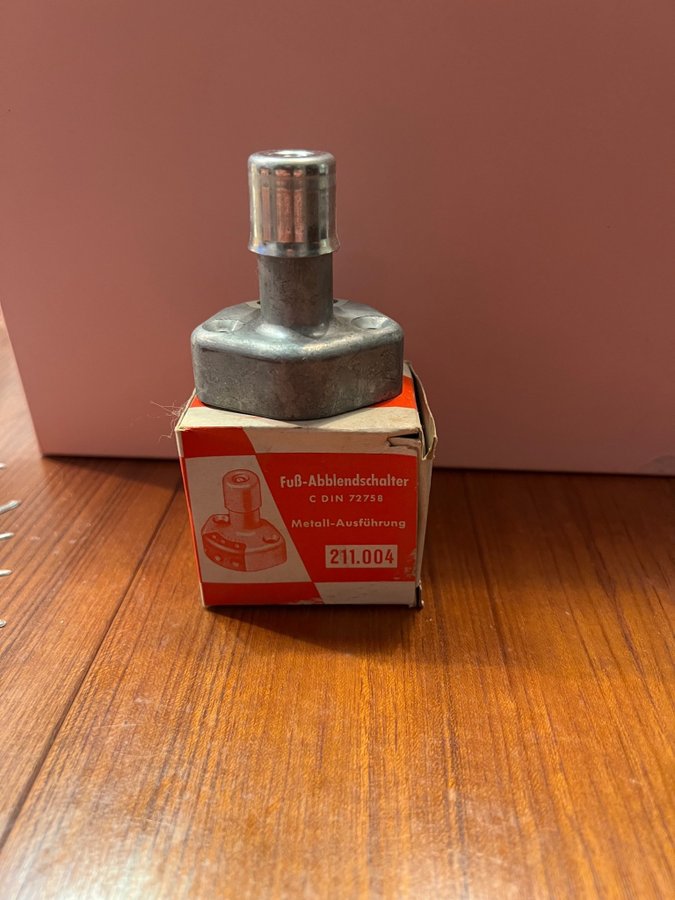 Fuß-Abblendschalter
C DIN 72758
Metall-Ausführung
211.004